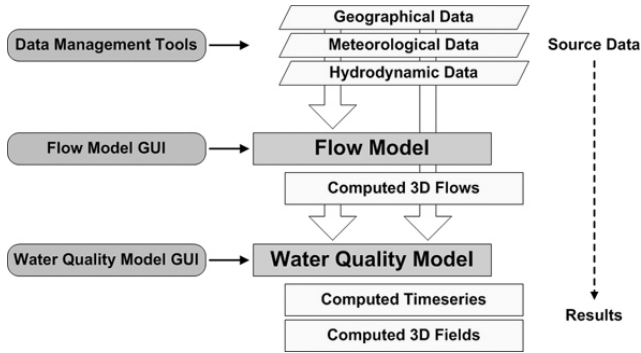 Geographical Data
Data Management Tools
Meteorological Data
Source Data
Hydrodynamic Data
Flow Model GUI
Flow Model
Computed 3D Flows
Water Quality Model GUI
Water Quality Model
Computed Timeseries
Results
Computed 3D Fields